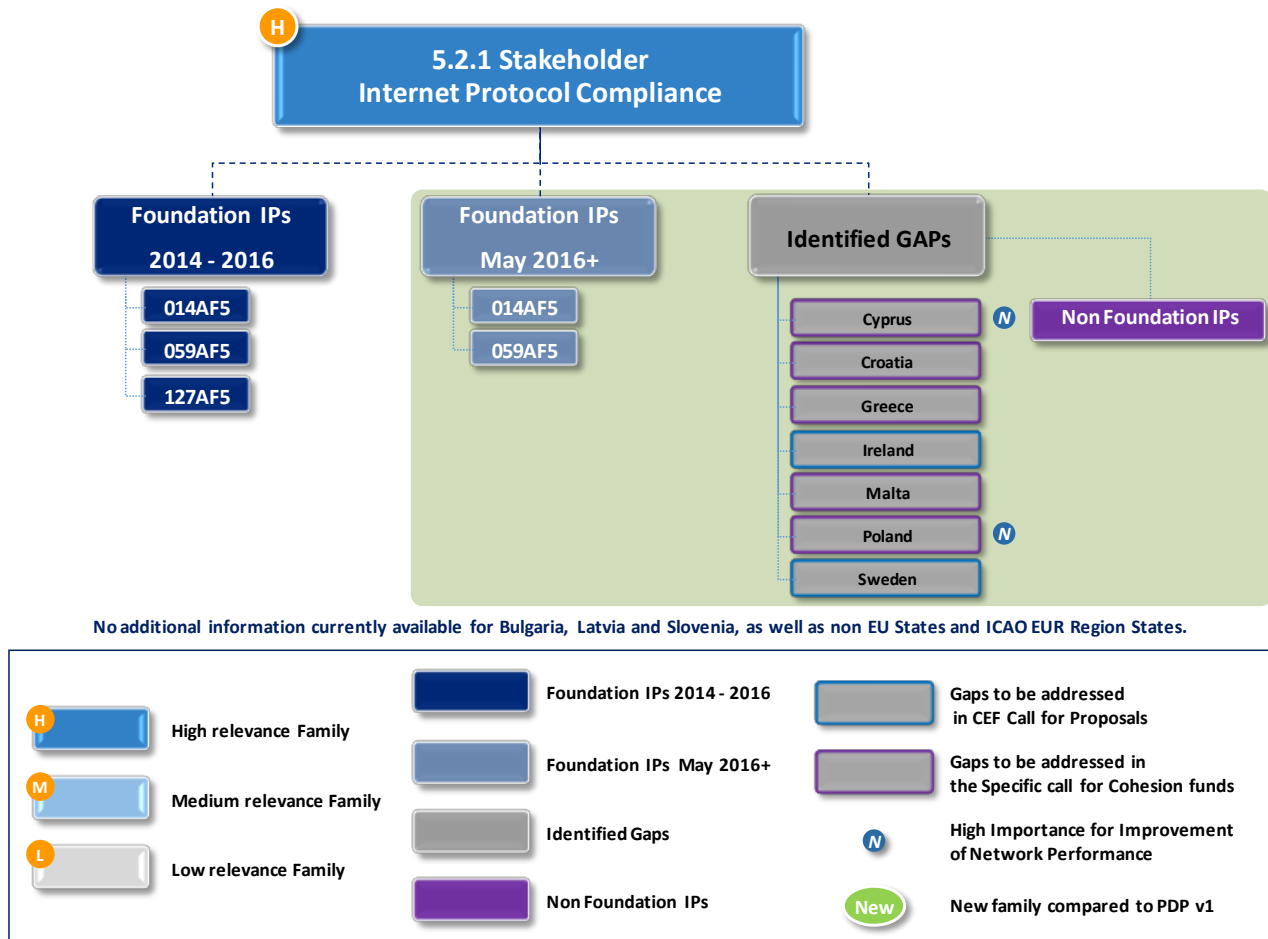 H
5.2.1 Stakeholder
Internet Protocol Compliance
Foundation IPs
2014 - 2016
014AF5
059AF5
127AF5
Foundation IPs
May 2016+
014AF5
059AF5
Identified GAPs
Cyprus
N
Croatia
Greece
Ireland
Malta
Poland
N
Sweden
Non Foundation IPs
No additional information currently available for Bulgaria, Latvia and Slovenia, as well as non EU States and ICAO EUR Region States.
H
High relevance Family
M
Medium relevance Family
L
Low relevance Family
Foundation IPs 2014 - 2016
Foundation IPs May 2016+
Identified Gaps
Non Foundation IPs
Gaps to be addressed
in CEF Call for Proposals
Gaps to be addressed in
the Specific call for Cohesion funds
N
High Importance for Improvement
of Network Performance
New
New family compared to PDP v1